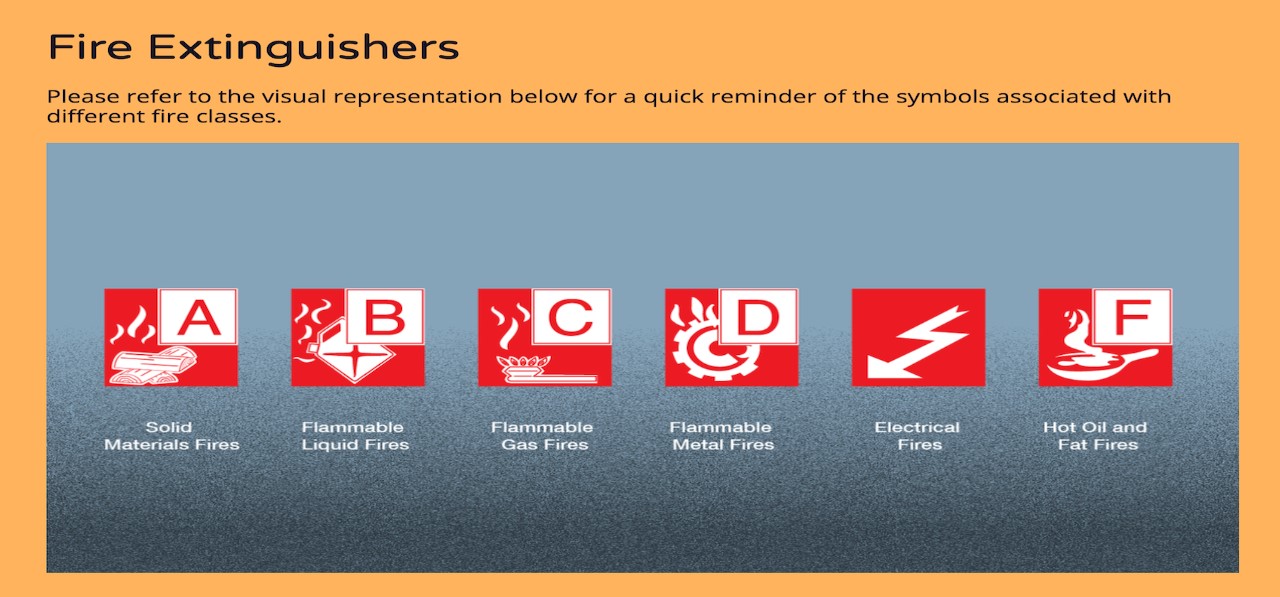 Fire Extinguishers
Please refer to the visual representation below for a quick reminder of the symbols associated with
different fire classes.
A
B
C
D
F
Solid
Materials Fires
Flammable
Liquid Fires
Flammable
Gas Fires
Flammable
Metal Fires
Electrical
Fires
Hot Oil and
Fat Fires